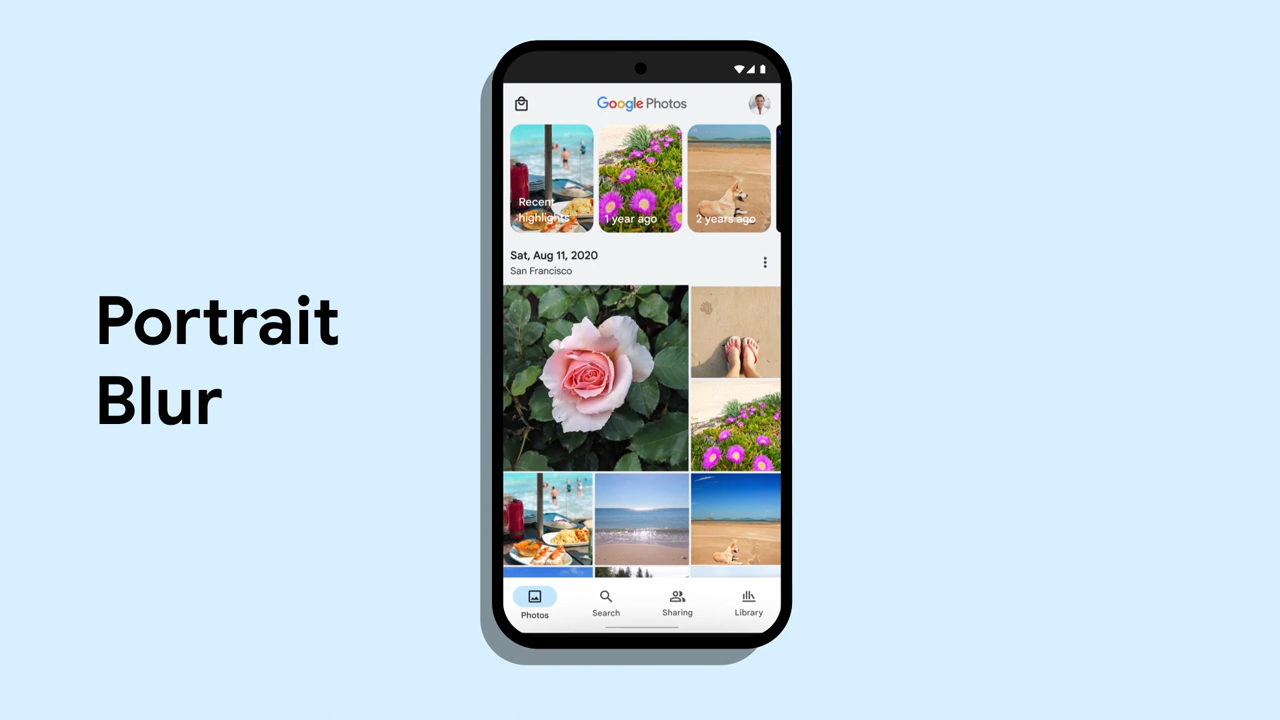 Portrait
Blur
Google Photos
Recent
highlights
1 year ago
2 years ago
Sat, Aug 11, 2020
San Francisco
Photos
Search
Sharing
Library